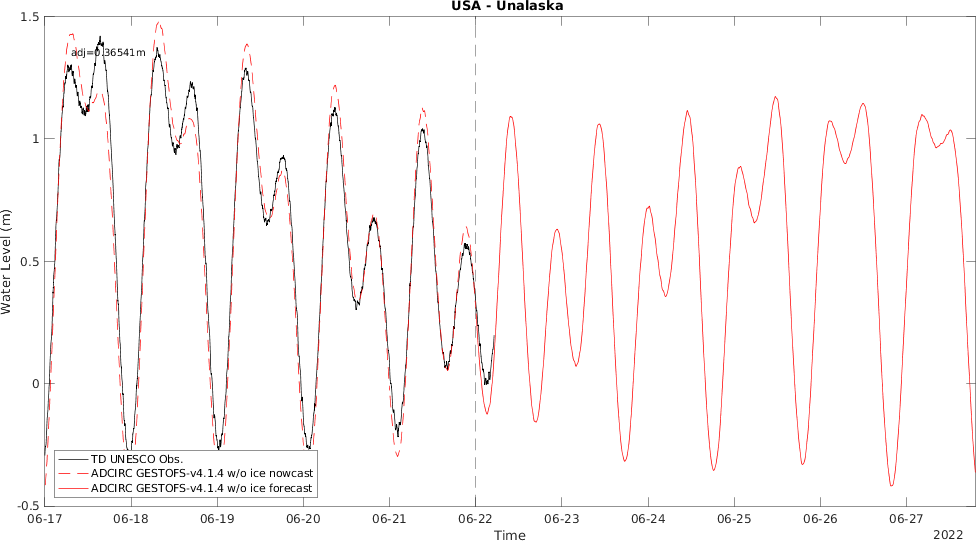 USA - Unalaska
adj=0.36541m
1.5
1
0.5
0
-0.5
Water Level (m)
TD UNESCO Obs.
ADCIRC GESTOFS-v4.1.4 w/o ice nowcast
ADCIRC GESTOFS-v4.1.4 w/o ice forecast
06-17 06-18 06-19 06-20 06-21 06-22 06-23 06-24 06-25 06-26 06-27
Time
2022